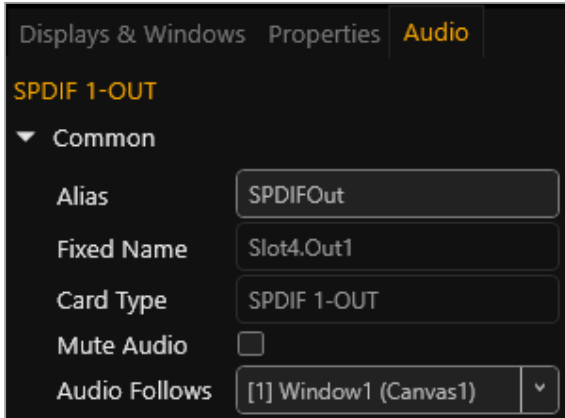 Displays & Windows Properties Audio
SPDIF 1-OUT
Common
Alias SPDIFOut
Fixed Name Slot4.Out1
Card Type SPDIF 1-OUT
Mute Audio
Audio Follows [1] Window1 (Canvas1)